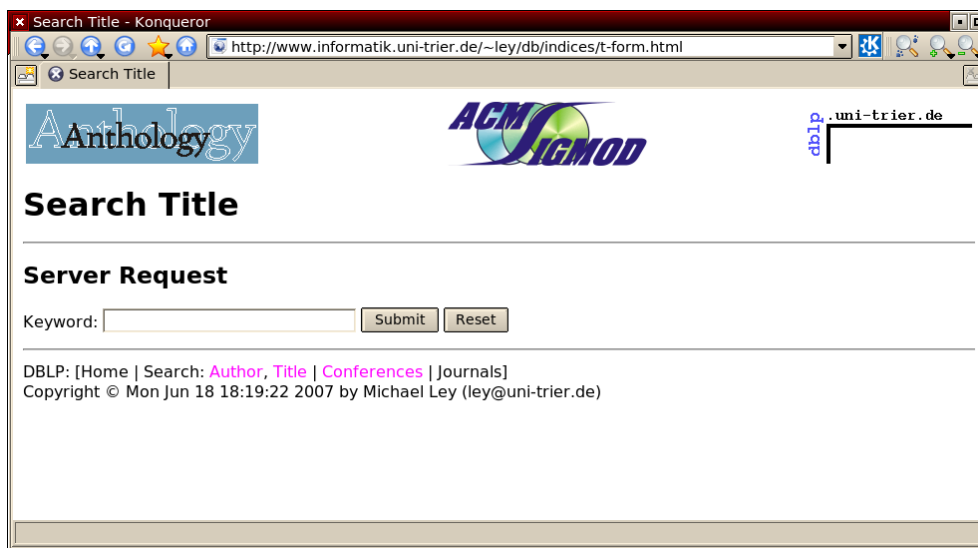 Search Title - Konqueror
http://www.informatik.uni-trier.de/~ley/db/indices/t-form.html
Search Title
Anthology Anthology
ACM SIGMOD
dblp.uni-trier.de
Search Title
Server Request
Keyword: Submit Reset
DBLP: [Home | Search: Author, Title | Conferences | Journals]
Copyright © Mon Jun 18 18:19:22 2007 by Michael Ley (ley@uni-trier.de)